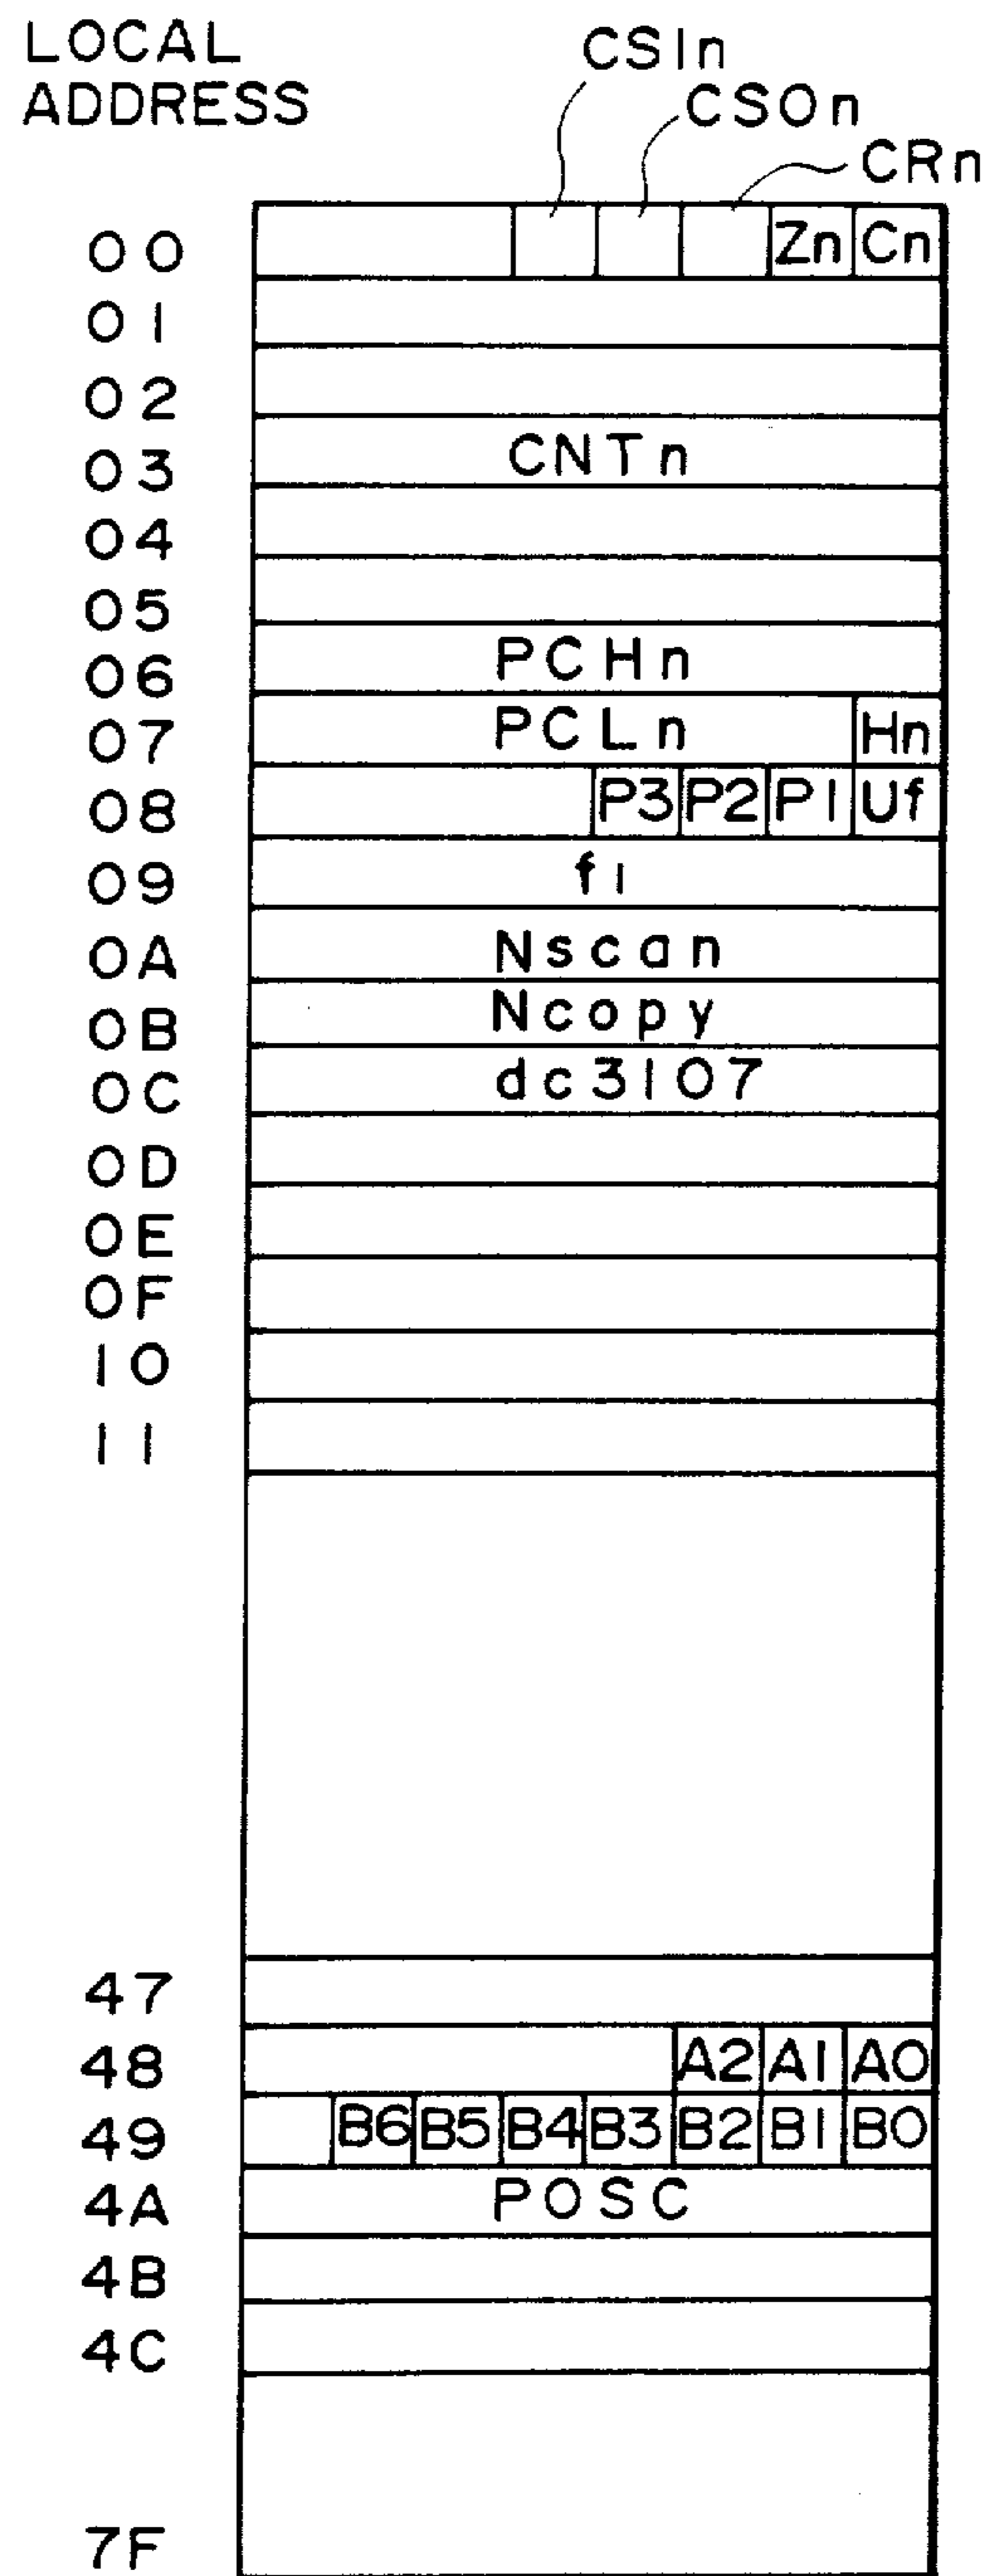 LOCAL
ADDRESS
CS1n
CS0n
CRn
00 Zn Cn
01
02
03 CNTn
04
05
06 PCHn
07 PCLn Hn
08 P3 P2 P1 Uf
09 f1
0A Nscan
0B Ncopy
0C dc3107
0D
0E
0F
10
11
47
48 A2 A1 A0
49 B6 B5 B4 B3 B2 B1 B0
4A POSC
4B
4C
7F